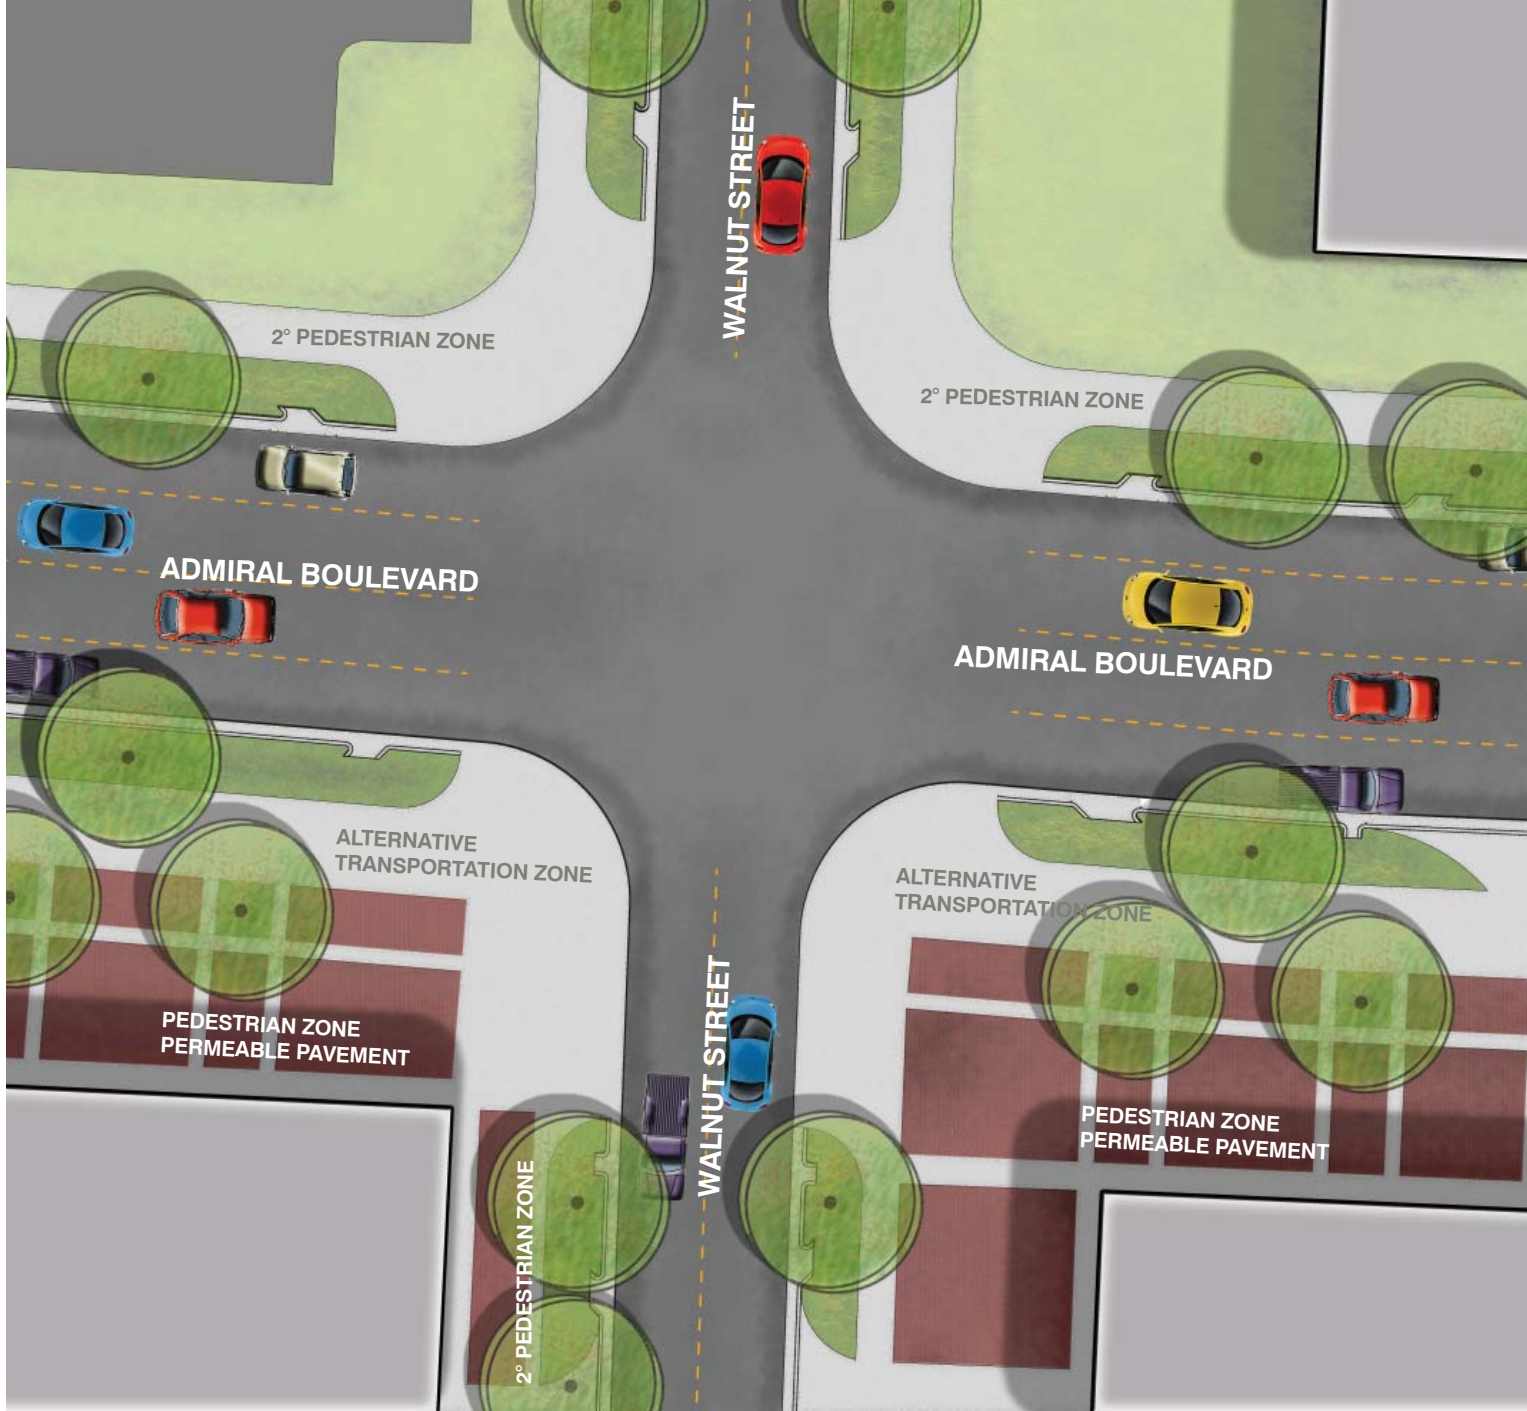 WALNUT STREET
2° PEDESTRIAN ZONE
2° PEDESTRIAN ZONE
ADMIRAL BOULEVARD
ADMIRAL BOULEVARD
ALTERNATIVE
TRANSPORTATION ZONE
ALTERNATIVE
TRANSPORTATION ZONE
PEDESTRIAN ZONE
PERMEABLE PAVEMENT
WALNUT STREET
PEDESTRIAN ZONE
PERMEABLE PAVEMENT
2° PEDESTRIAN ZONE